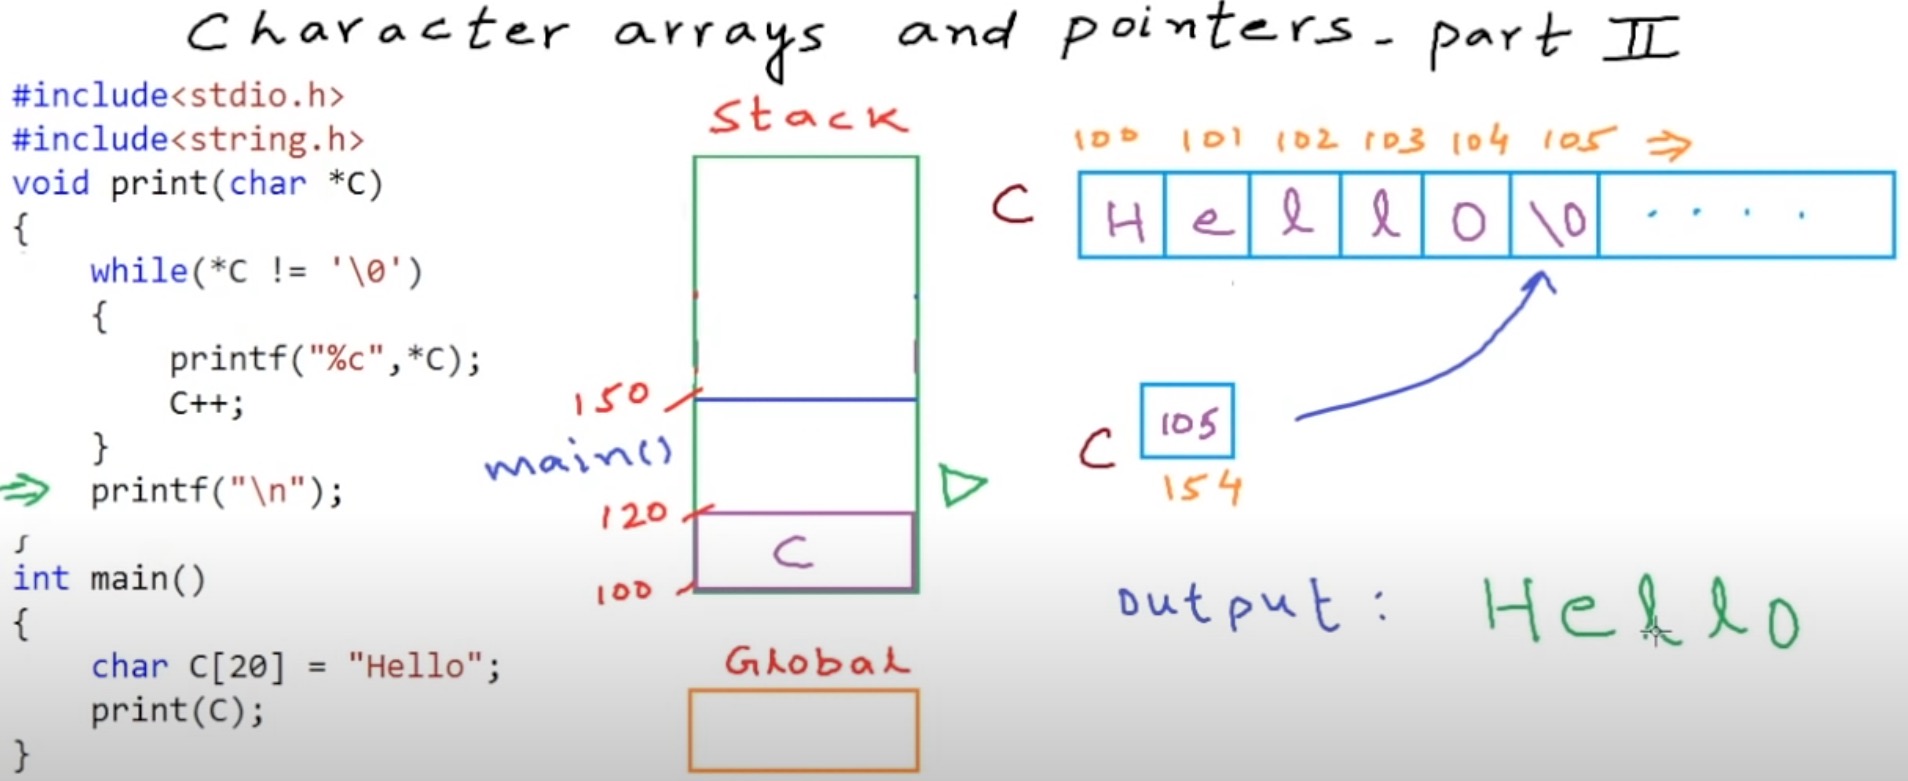 Character arrays and pointers - part II
#include<stdio.h>
#include<string.h>
void print(char *C)
{
while(*C != '\0')
{
printf("%c",*C);
C++;
}
printf("\n");
}
int main()
{
char C[20] = "Hello";
print(C);
}
Stack
150
main()
120
C
100
Global
100 101 102 103 104 105 ⇒
C H e l l o \0 . . . .
C 105
154
output: Hello